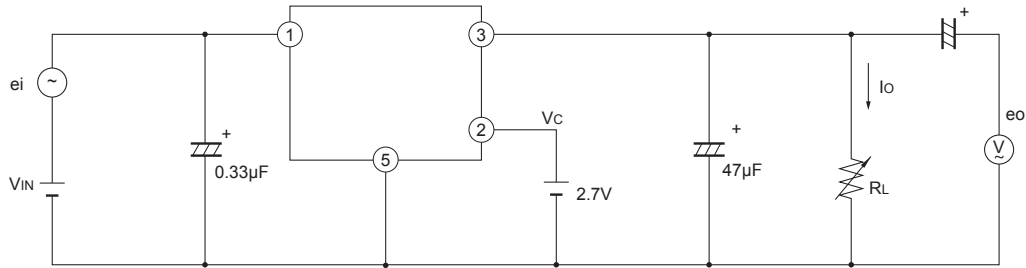 ei
~
VIN
+
0.33µF
1
3
2
5
VC
2.7V
+
47µF
IO
RL
+
eo
V
~